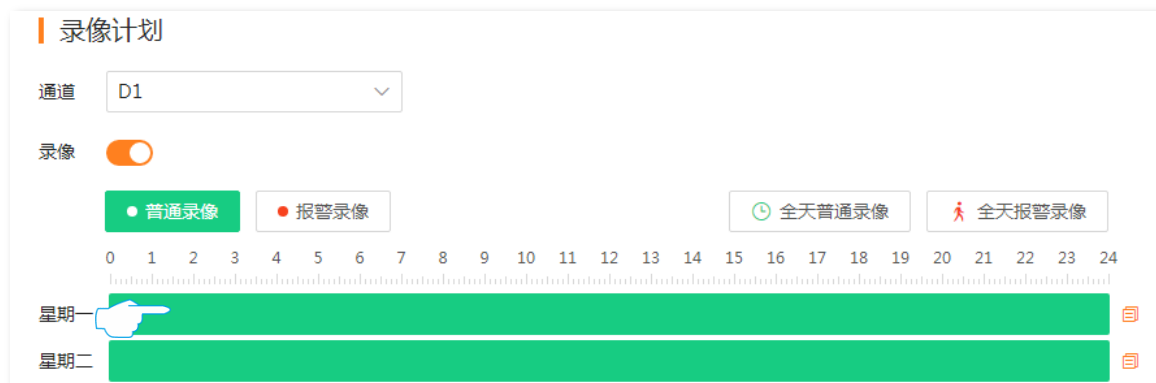 录像计划
通道 D1
录像
普通录像 报警录像 全天普通录像 全天报警录像
0 1 2 3 4 5 6 7 8 9 10 11 12 13 14 15 16 17 18 19 20 21 22 23 24
星期一
星期二